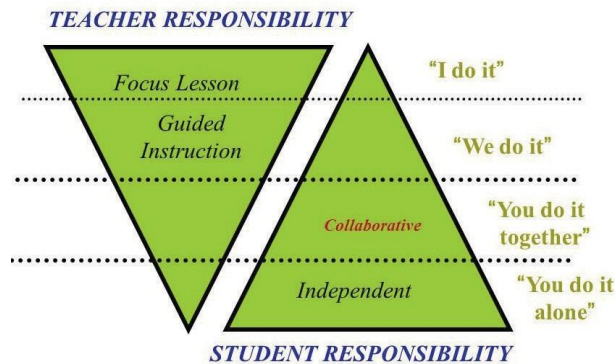 TEACHER RESPONSIBILITY
Focus Lesson
"I do it"
Guided
Instruction
"We do it"
Collaborative
"You do it
together"
Independent
"You do it
alone"
STUDENT RESPONSIBILITY